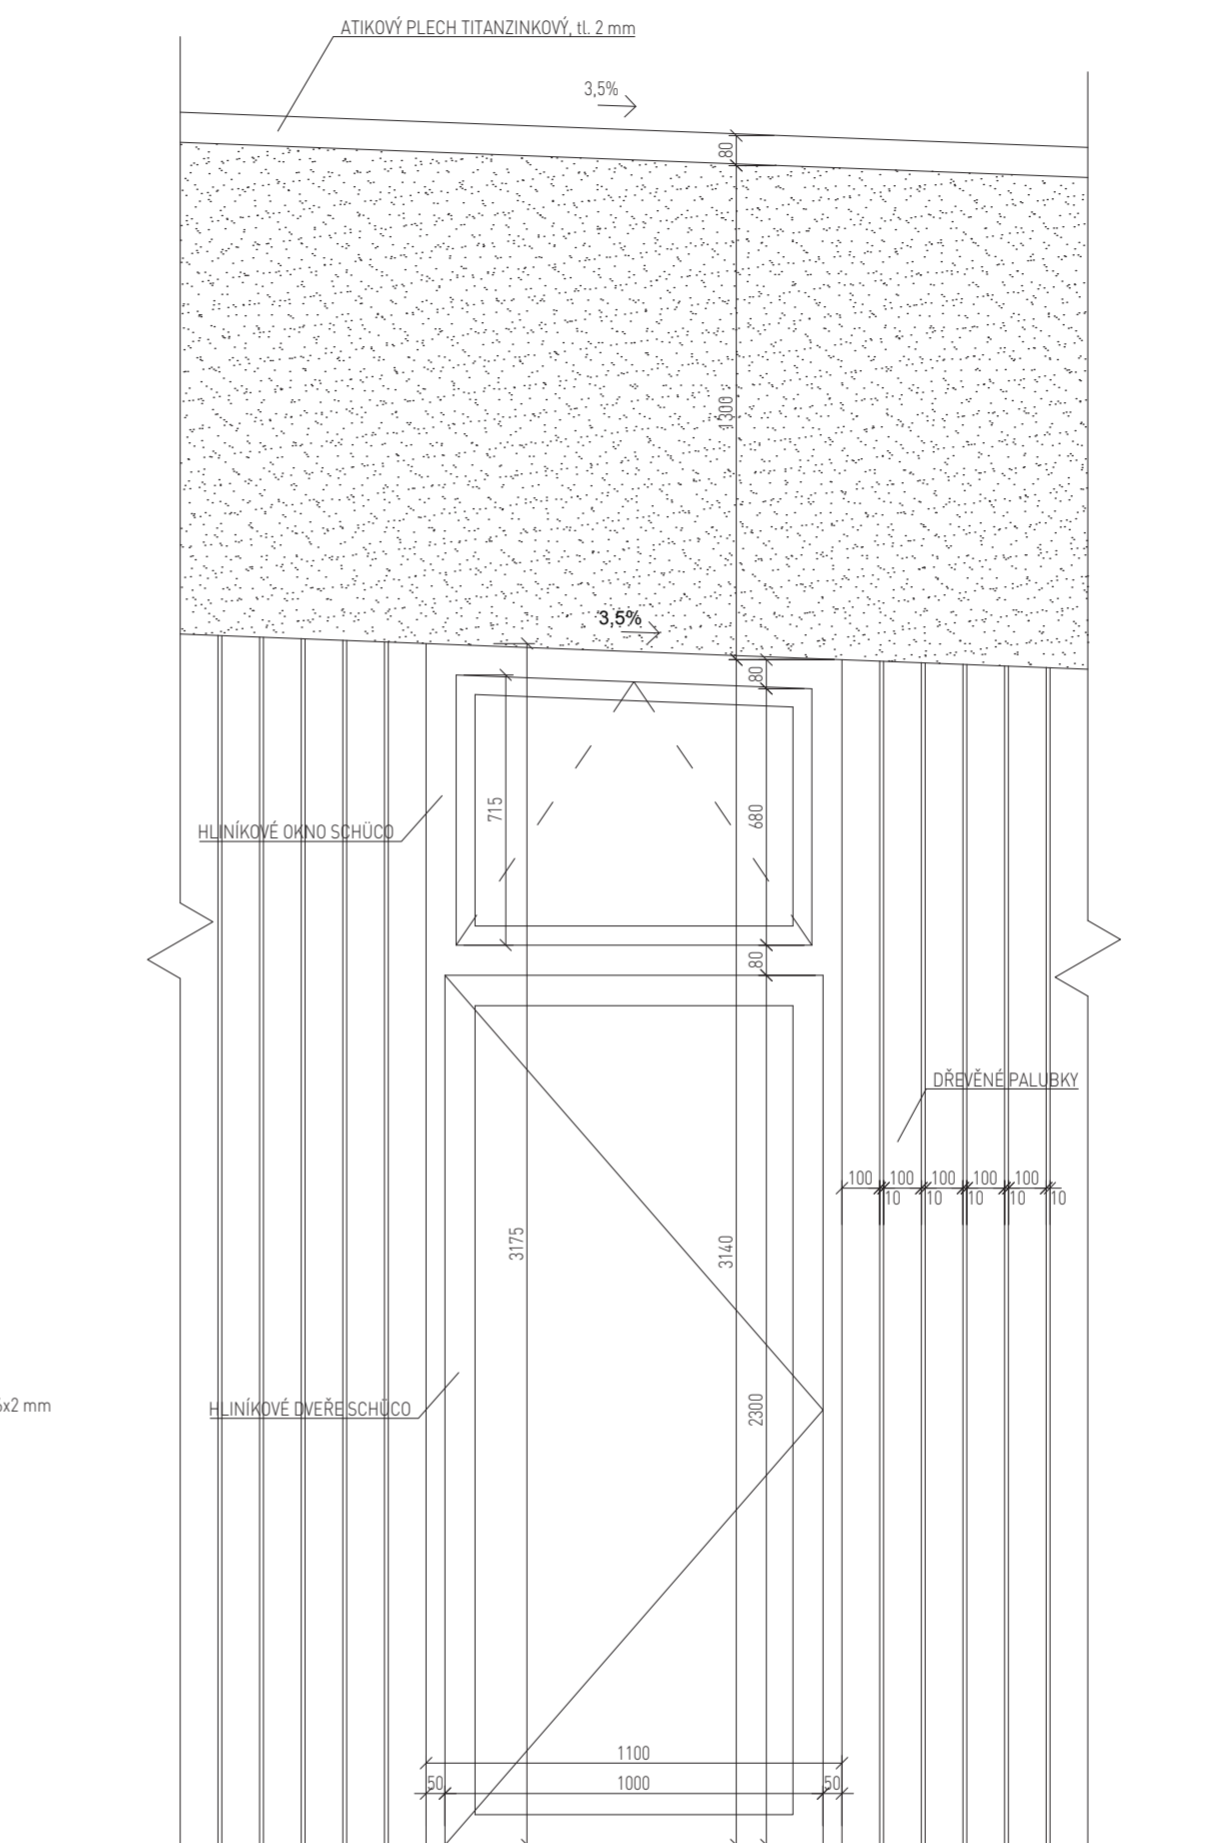 ATIKOVÝ PLECH TITANZINKOVÝ, tl. 2 mm
3,5%
80
1300
3,5%
80
715
680
HLINÍKOVÉ OKNO SCHÜCO
80
DŘEVĚNÉ PALUBKY
100 100 100 100 100
10 10 10 10 10
3175
3140
2300
x2 mm
HLINÍKOVÉ DVEŘE SCHÜCO
1100
50 1000 50